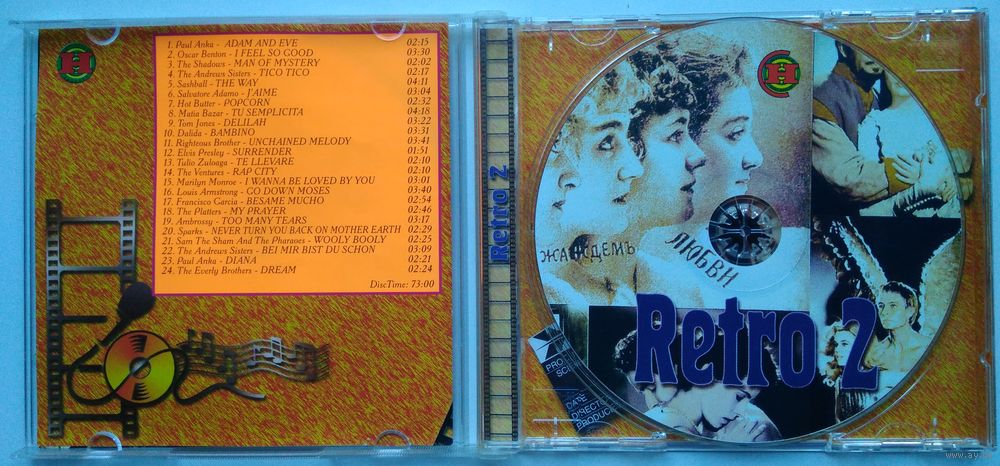 H
1. Paul Anka - ADAM AND EVE 02:15
2. Oscar Benton - I FEEL SO GOOD 03:30
3. The Shadows - MAN OF MYSTERY 02:02
4. The Andrews Sisters - TICO TICO 02:17
5. Sashball - THE WAY 04:11
6. Salvatore Adamo - J'AIME 03:04
7. Hot Butter - POPCORN 02:32
8. Matia Bazar - TU SEMPLICITA 04:18
9. Tom Jones - DELILAH 03:22
10. Dalida - BAMBINO 03:31
11. Righteous Brother - UNCHAINED MELODY 03:41
12. Elvis Presley - SURRENDER 01:51
13. Tulio Zuloaga - TE LLEVARE 02:10
14. The Ventures - RAP CITY 02:10
15. Marilyn Monroe - I WANNA BE LOVED BY YOU 03:01
16. Louis Armstrong - GO DOWN MOSES 03:40
17. Francisco Garcia - BESAME MUCHO 02:54
18. The Platters - MY PRAYER 02:46
19. Ambrossy - TOO MANY TEARS 03:17
20. Sparks - NEVER TURN YOU BACK ON MOTHER EARTH 02:29
21. Sam The Sham And The Pharaoes - WOOLY BOOLY 02:25
22. The Andrews Sisters - BEI MIR BIST DU SCHON 03:09
23. Paul Anka - DIANA 02:21
24. The Everly Brothers - DREAM 02:24
DiscTime: 73:00
Retro 2
H
ЖАЖДЕМЪ
ЛЮБВИ
Retro 2
PRO
SC
DATE
DIRECT
PRODUC